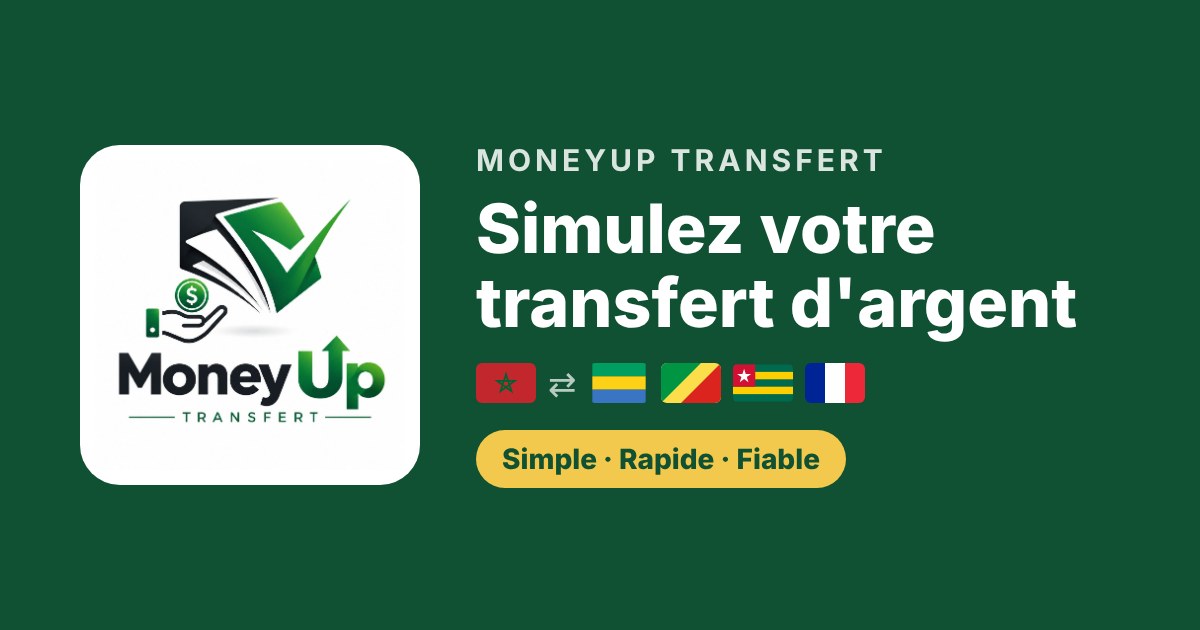 $
Money Up
TRANSFERT
MONEYUP TRANSFERT
Simulez votre
transfert d'argent
Simple · Rapide · Fiable